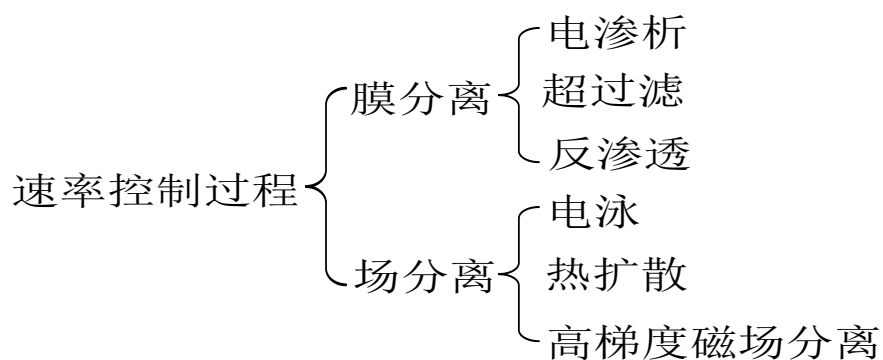 速率控制过程
膜分离
电渗析
超过滤
反渗透
场分离
电泳
热扩散
高梯度磁场分离